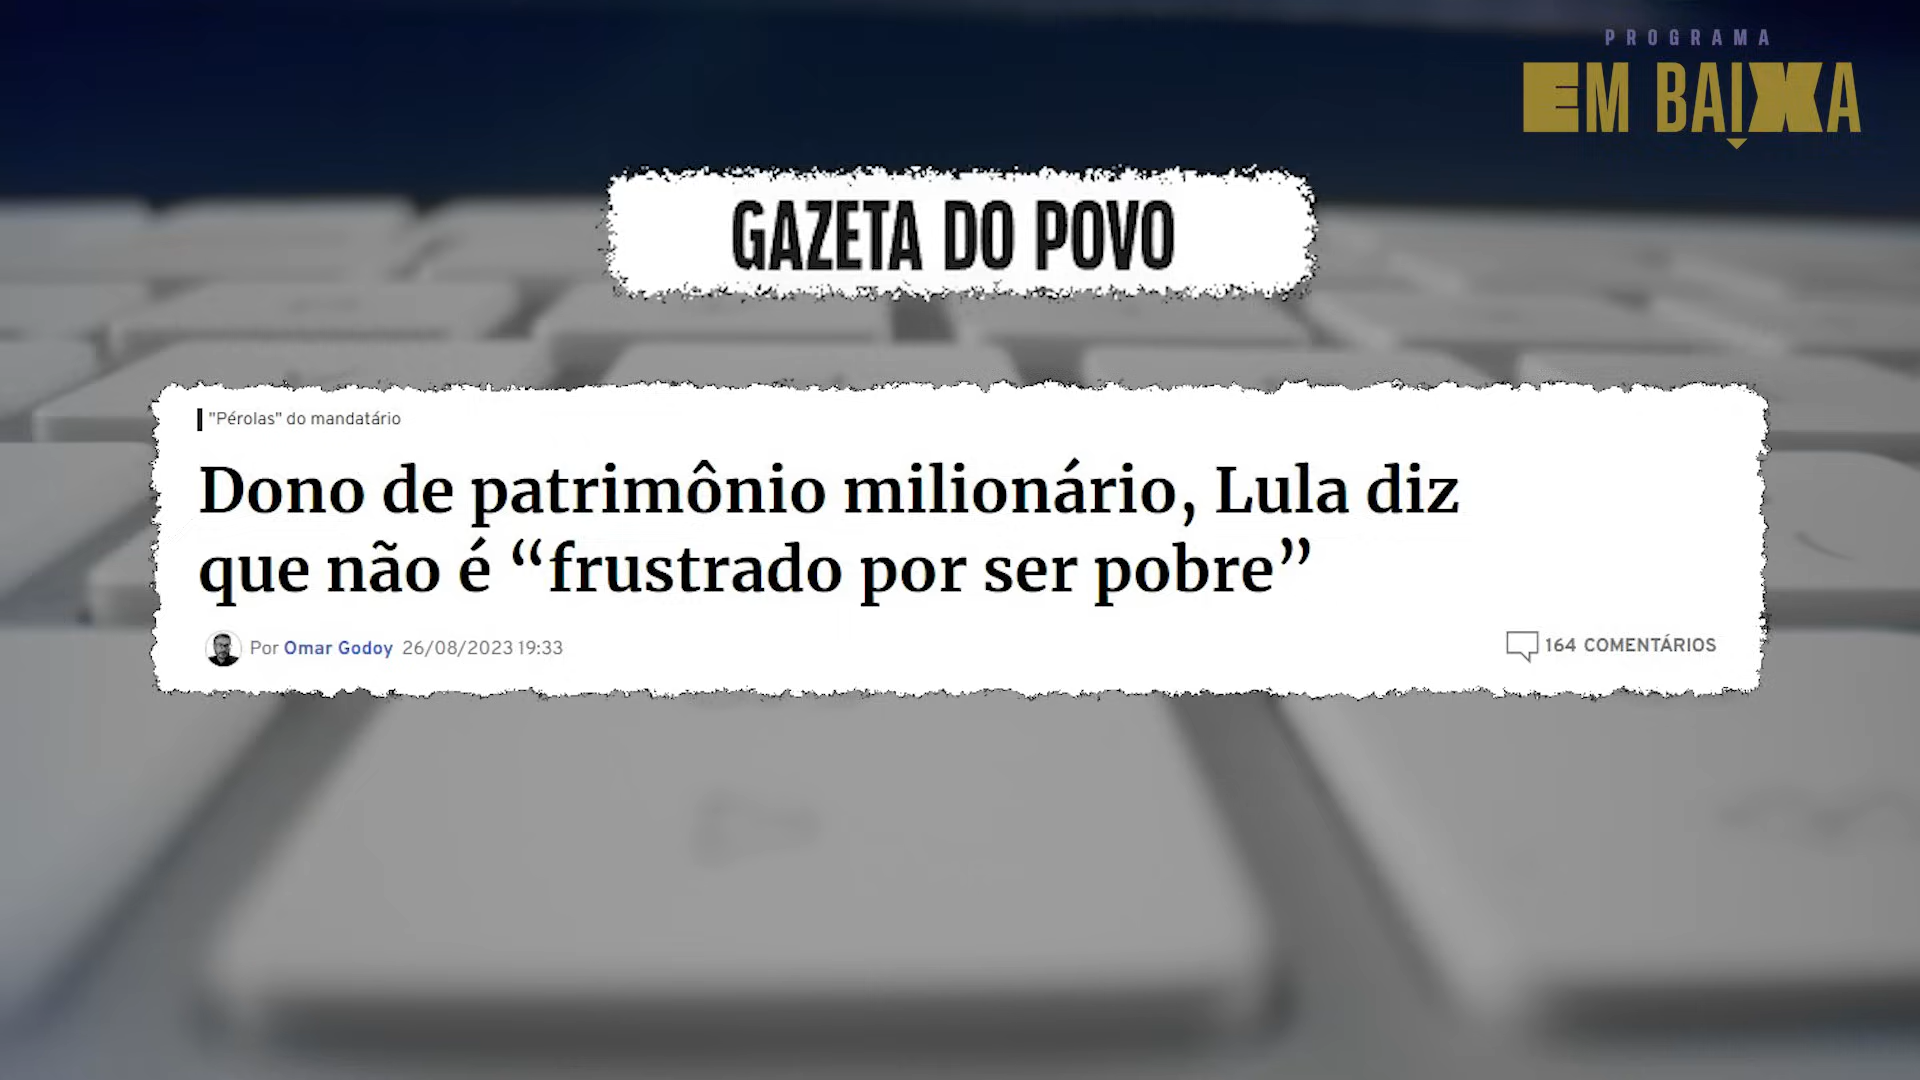 PROGRAMA
EM BAIXA
GAZETA DO POVO
"Pérolas" do mandatário
Dono de patrimônio milionário, Lula diz
que não é “frustrado por ser pobre”
Por Omar Godoy 26/08/2023 19:33
164 COMENTÁRIOS